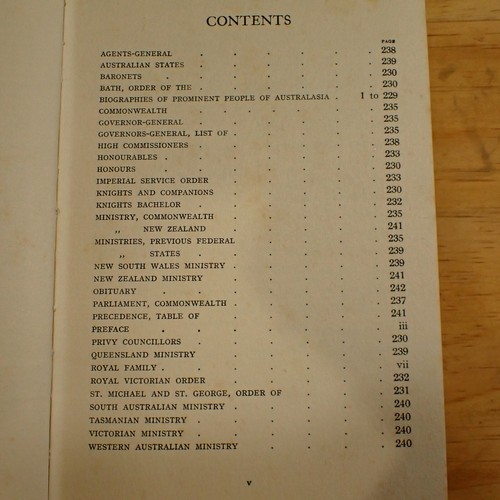 CONTENTS
PAGE
AGENTS-GENERAL . . . . . . 238
AUSTRALIAN STATES . . . . . . 239
BARONETS . . . . . . . 230
BATH, ORDER OF THE . . . . . . 230
BIOGRAPHIES OF PROMINENT PEOPLE OF AUSTRALASIA . 1 to 229
COMMONWEALTH . . . . . . 235
GOVERNOR-GENERAL . . . . . . 235
GOVERNORS-GENERAL, LIST OF . . . . . 235
HIGH COMMISSIONERS . . . . . . 238
HONOURABLES . . . . . . . 233
HONOURS . . . . . . . 230
IMPERIAL SERVICE ORDER . . . . . 233
KNIGHTS AND COMPANIONS . . . . . 230
KNIGHTS BACHELOR . . . . . . 232
MINISTRY, COMMONWEALTH . . . . . 235
„ NEW ZEALAND . . . . . 241
MINISTRIES, PREVIOUS FEDERAL . . . . . 235
„ STATES . . . . . . 239
NEW SOUTH WALES MINISTRY . . . . . 239
NEW ZEALAND MINISTRY . . . . . 241
OBITUARY . . . . . . . 242
PARLIAMENT, COMMONWEALTH . . . . . 237
PRECEDENCE, TABLE OF . . . . . 241
PREFACE . . . . . . . iii
PRIVY COUNCILLORS . . . . . 230
QUEENSLAND MINISTRY . . . . . 239
ROYAL FAMILY . . . . . . . vii
ROYAL VICTORIAN ORDER . . . . . 232
ST. MICHAEL AND ST. GEORGE, ORDER OF . . . . 231
SOUTH AUSTRALIAN MINISTRY . . . . . 240
TASMANIAN MINISTRY . . . . . . 240
VICTORIAN MINISTRY . . . . . . 240
WESTERN AUSTRALIAN MINISTRY . . . . . 240
v